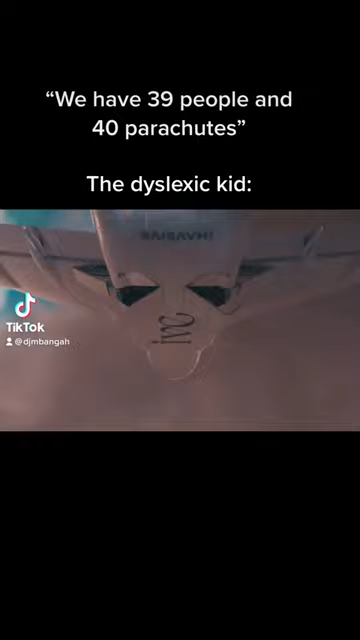 “We have 39 people and
40 parachutes”
The dyslexic kid:
TikTok
@djmbangah